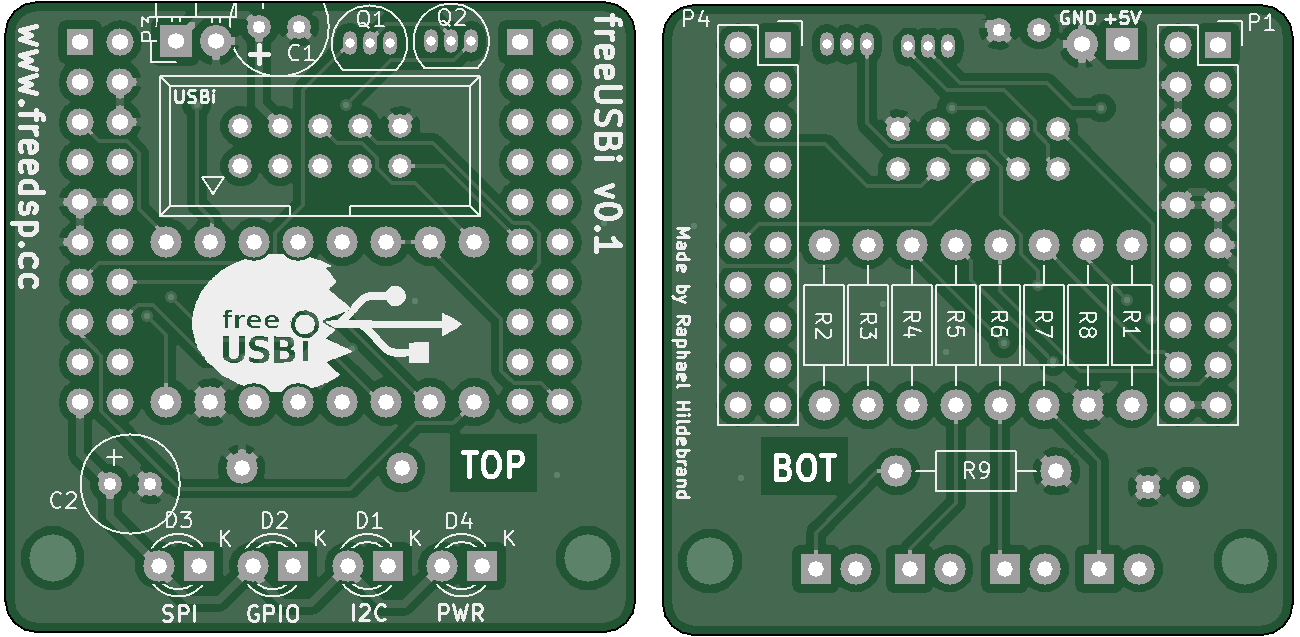 P3
+
C1
Q1
Q2
USBi
www.freedsp.cc
freeUSBi v0.1
free
USBi
TOP
+
C2
D3
K
D2
K
D1
K
D4
K
SPI
GPIO
I2C
PWR
P4
GND +5V
P1
Made by Raphael Hildebrand
R2
R3
R4
R5
R6
R7
R8
R1
BOT
R9